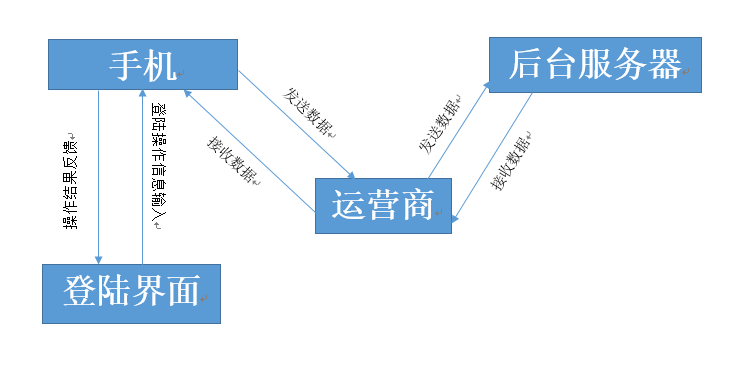 手机
后台服务器
发送数据
发送数据
接收数据
接收数据
操作结果反馈
登陆操作信息输入
运营商
登陆界面